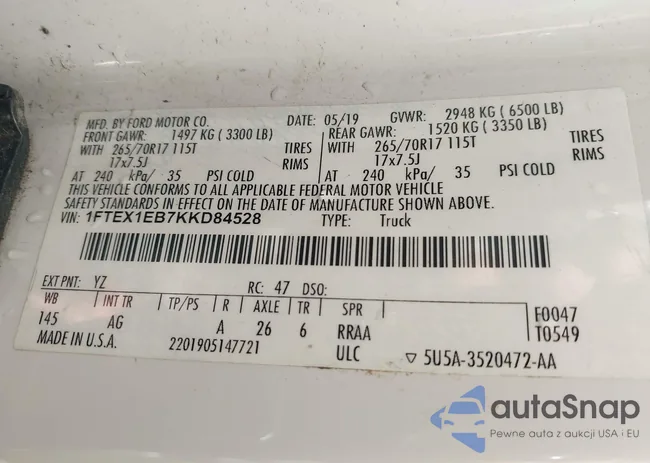 MFD. BY FORD MOTOR CO. DATE: 05/19 GVWR: 2948 KG ( 6500 LB)
FRONT GAWR: 1497 KG ( 3300 LB) REAR GAWR: 1520 KG ( 3350 LB)
WITH 265/70R17 115T TIRES WITH 265/70R17 115T TIRES
17x7.5J RIMS 17x7.5J RIMS
AT 240 kPa/ 35 PSI COLD AT 240 kPa/ 35 PSI COLD
THIS VEHICLE CONFORMS TO ALL APPLICABLE FEDERAL MOTOR VEHICLE
SAFETY STANDARDS IN EFFECT ON THE DATE OF MANUFACTURE SHOWN ABOVE.
VIN: 1FTEX1EB7KKD84528 TYPE: Truck
EXT PNT: YZ RC: 47 DSO:
WB INT TR TP/PS R AXLE TR SPR F0047
145 AG A 26 6 RRAA T0549
MADE IN U.S.A. 2201905147721 ULC ▽ 5U5A-3520472-AA
autaSnap
Pewne auta z aukcji USA i EU